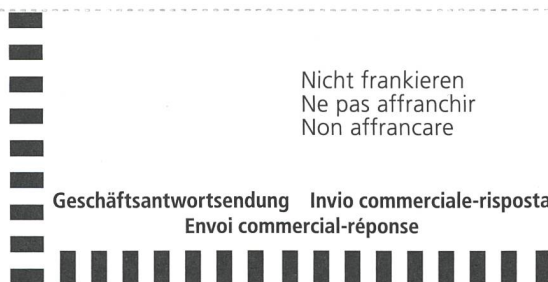 Nicht frankieren
Ne pas affranchir
Non affrancare
Geschäftsantwortsendung Invio commerciale-risposta
Envoi commercial-réponse